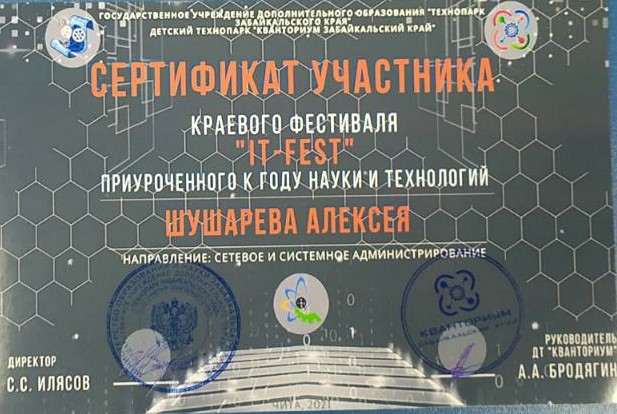 ГОСУДАРСТВЕННОЕ УЧРЕЖДЕНИЕ ДОПОЛНИТЕЛЬНОГО ОБРАЗОВАНИЯ "ТЕХНОПАРК
ЗАБАЙКАЛЬСКОГО КРАЯ"
ДЕТСКИЙ ТЕХНОПАРК "КВАНТОРИУМ ЗАБАЙКАЛЬСКИЙ КРАЙ"
СЕРТИФИКАТ УЧАСТНИКА
КРАЕВОГО ФЕСТИВАЛЯ
"IT-FEST"
ПРИУРОЧЕННОГО К ГОДУ НАУКИ И ТЕХНОЛОГИЙ
ШУШАРЕВА АЛЕКСЕЯ
НАПРАВЛЕНИЕ: СЕТЕВОЕ И СИСТЕМНОЕ АДМИНИСТРИРОВАНИЕ
КВАНТОРИУМ
ДИРЕКТОР
С.С. ИЛЯСОВ
РУКОВОДИТЕЛЬ
ДТ "КВАНТОРИУМ"
А.А. БРОДЯГИН
ЧИТА, 2021